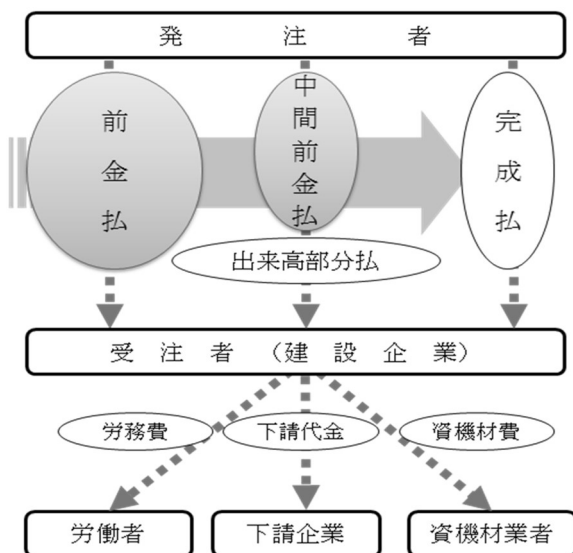 発注者
前金払
中間前金払
完成払
出来高部分払
受注者（建設企業）
労務費
下請代金
資機材費
労働者
下請企業
資機材業者